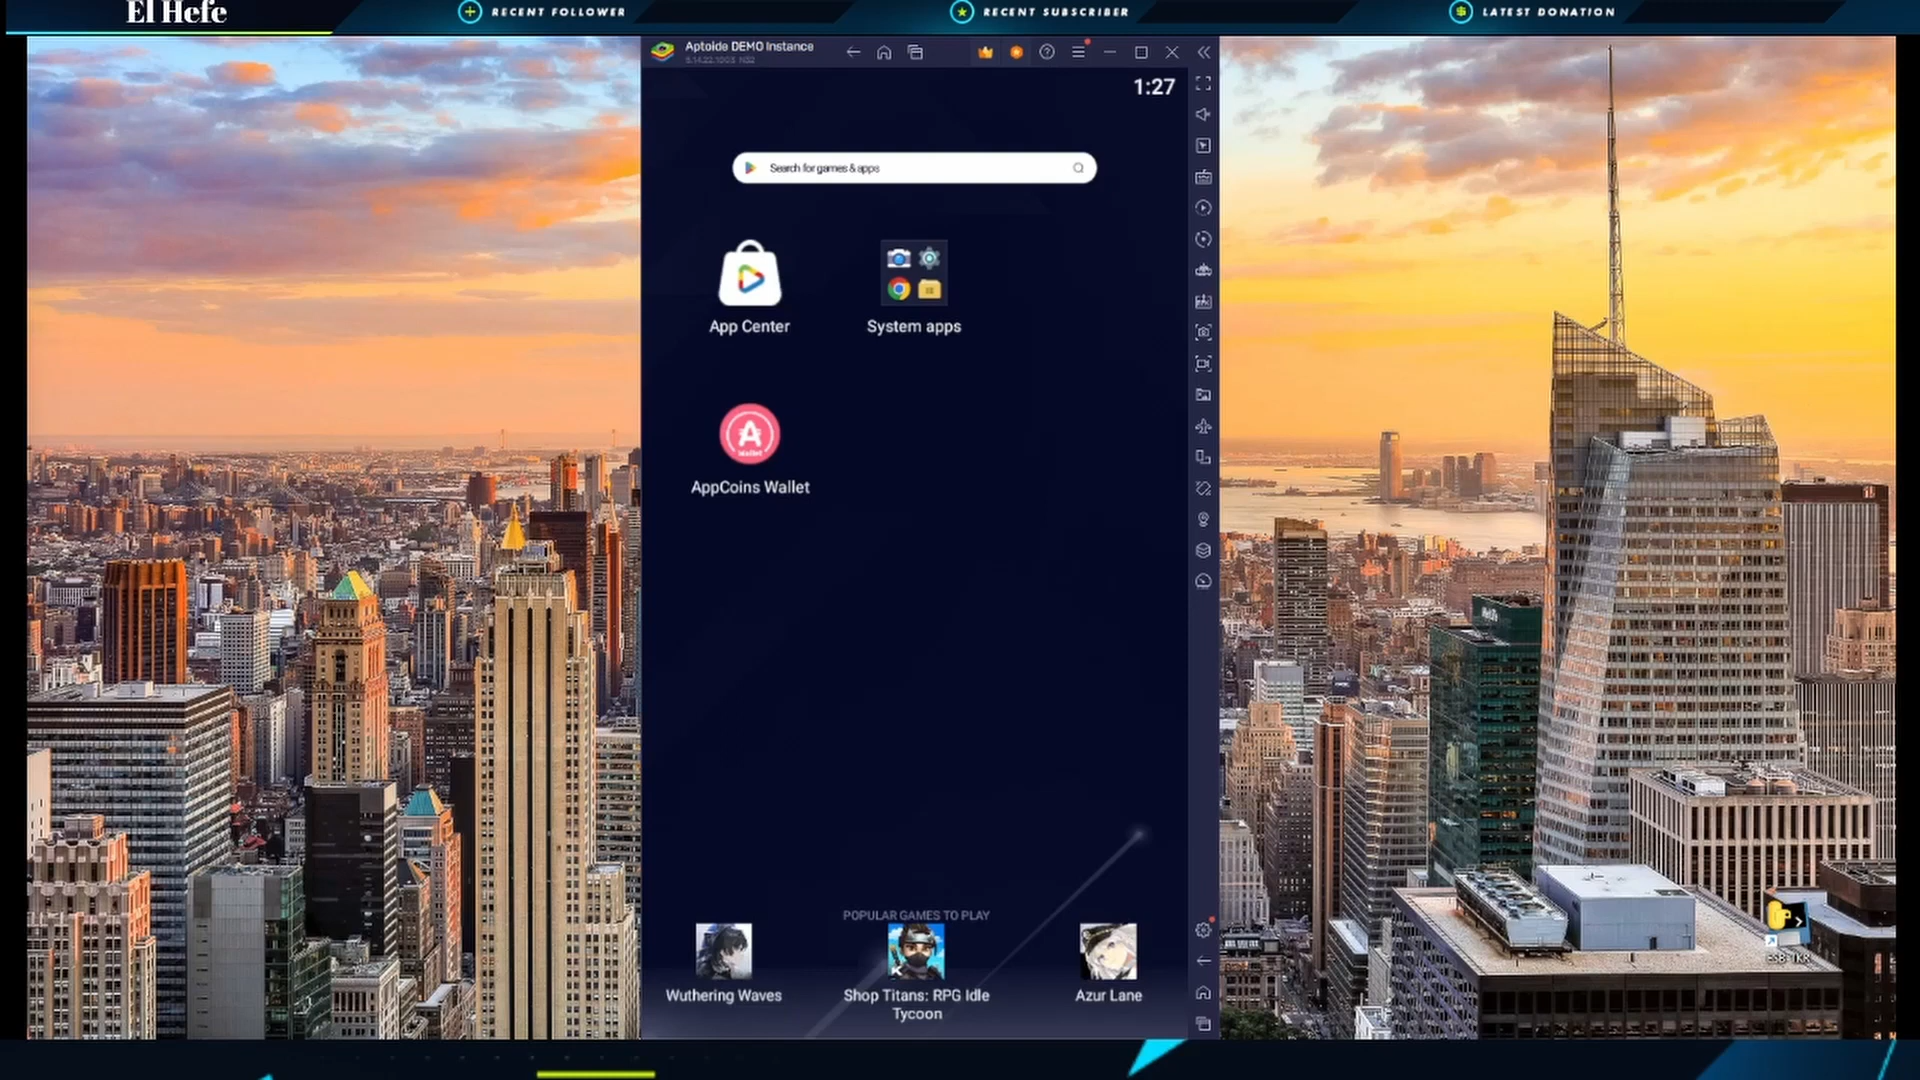 El Hefe
RECENT FOLLOWER
RECENT SUBSCRIBER
LATEST DONATION
Aptoide DEMO Instance
1:27
Search for games & apps
App Center
System apps
AppCoins Wallet
POPULAR GAMES TO PLAY
Wuthering Waves
Shop Titans: RPG Idle
Tycoon
Azur Lane